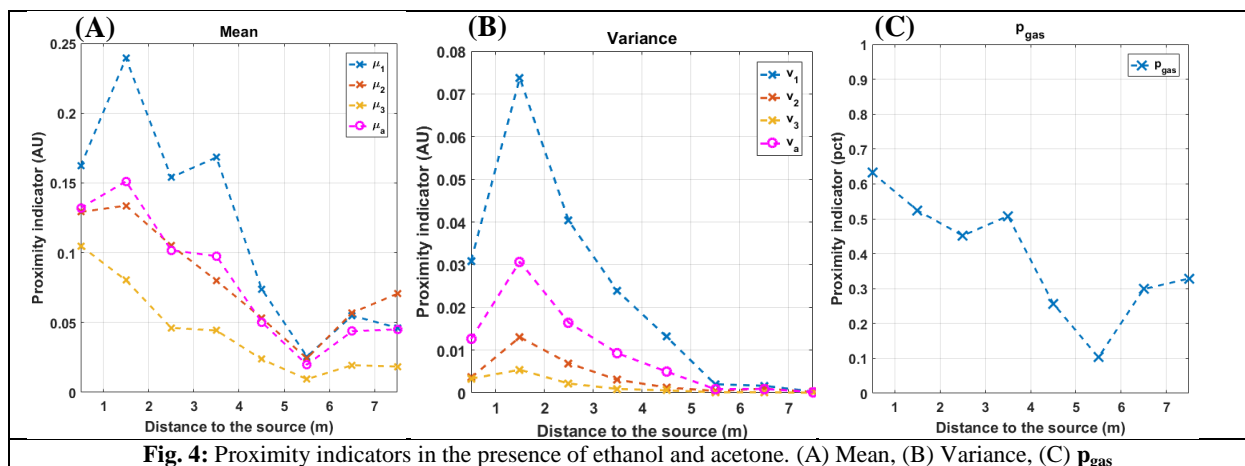 (A)
Mean
0.25
0.2
0.15
0.1
0.05
0
Proximity indicator (AU)
1 2 3 4 5 6 7
Distance to the source (m)
μ1
μ2
μ3
μa
(B)
Variance
0.08
0.07
0.06
0.05
0.04
0.03
0.02
0.01
0
Proximity indicator (AU)
1 2 3 4 5 6 7
Distance to the source (m)
v1
v2
v3
va
(C)
pgas
1
0.9
0.8
0.7
0.6
0.5
0.4
0.3
0.2
0.1
0
Proximity indicator (pct)
1 2 3 4 5 6 7
Distance to the source (m)
pgas
Fig. 4: Proximity indicators in the presence of ethanol and acetone. (A) Mean, (B) Variance, (C) pgas